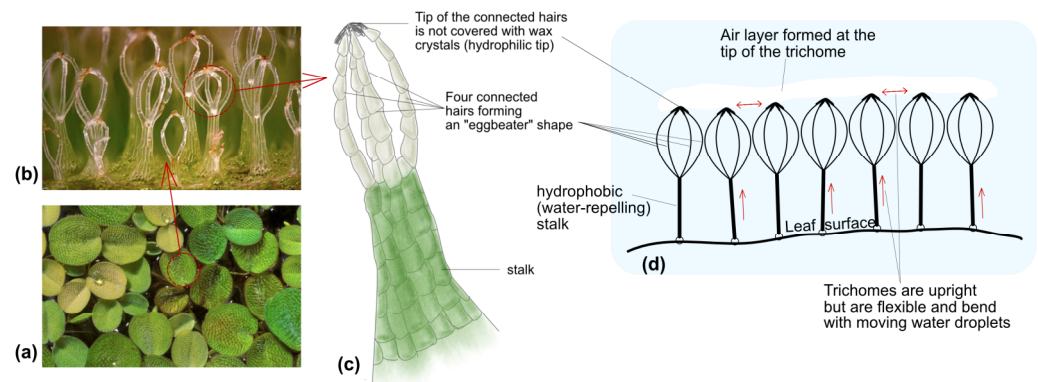 Tip of the connected hairs
is not covered with wax
crystals (hydrophilic tip)
Air layer formed at the
tip of the trichome
Four connected
hairs forming
an "eggbeater" shape
(b)
hydrophobic
(water-repelling)
stalk
Leaf surface
(d)
stalk
Trichomes are upright
but are flexible and bend
with moving water droplets
(a)
(c)